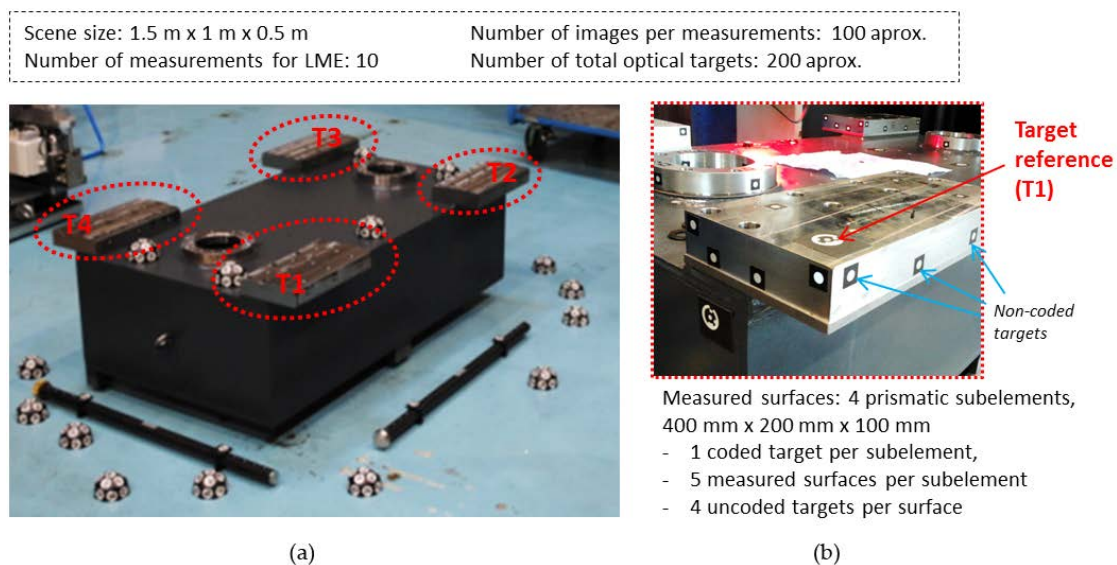 Scene size: 1.5 m x 1 m x 0.5 m
Number of images per measurements: 100 aprox.
Number of measurements for LME: 10
Number of total optical targets: 200 aprox.
T3
T2
T4
T1
Target
reference
(T1)
Non-coded
targets
Measured surfaces: 4 prismatic subelements,
400 mm x 200 mm x 100 mm
- 1 coded target per subelement,
- 5 measured surfaces per subelement
- 4 uncoded targets per surface
(a)
(b)